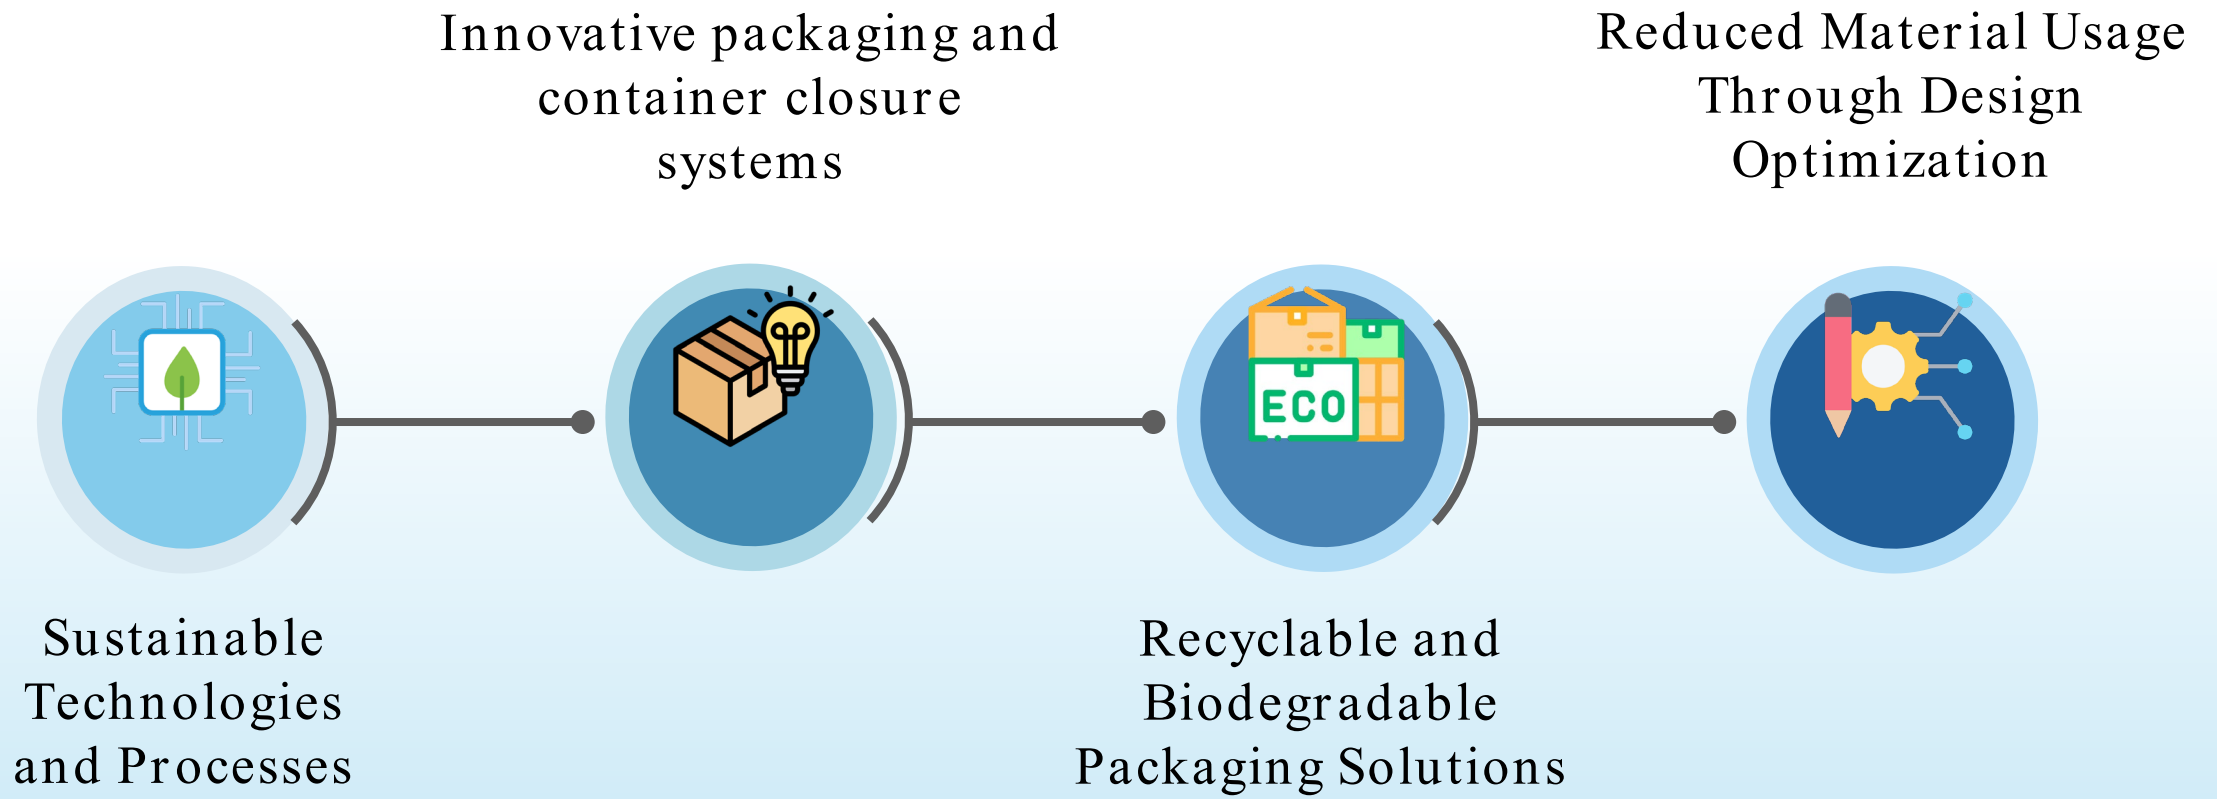 Innovative packaging and
container closure
systems
Reduced Material Usage
Through Design
Optimization
ECO
Sustainable
Technologies
and Processes
Recyclable and
Biodegradable
Packaging Solutions